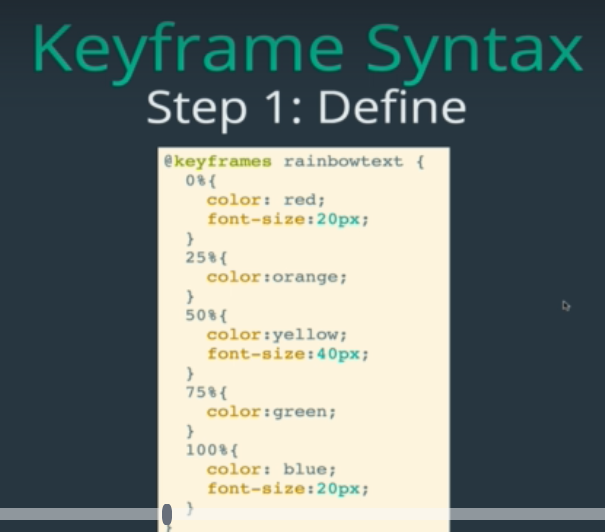 Keyframe Syntax
Step 1: Define
@keyframes rainbowtext {
  0%{
    color: red;
    font-size:20px;
  }
  25%{
    color:orange;
  }
  50%{
    color:yellow;
    font-size:40px;
  }
  75%{
    color:green;
  }
  100%{
    color: blue;
    font-size:20px;
  }
}